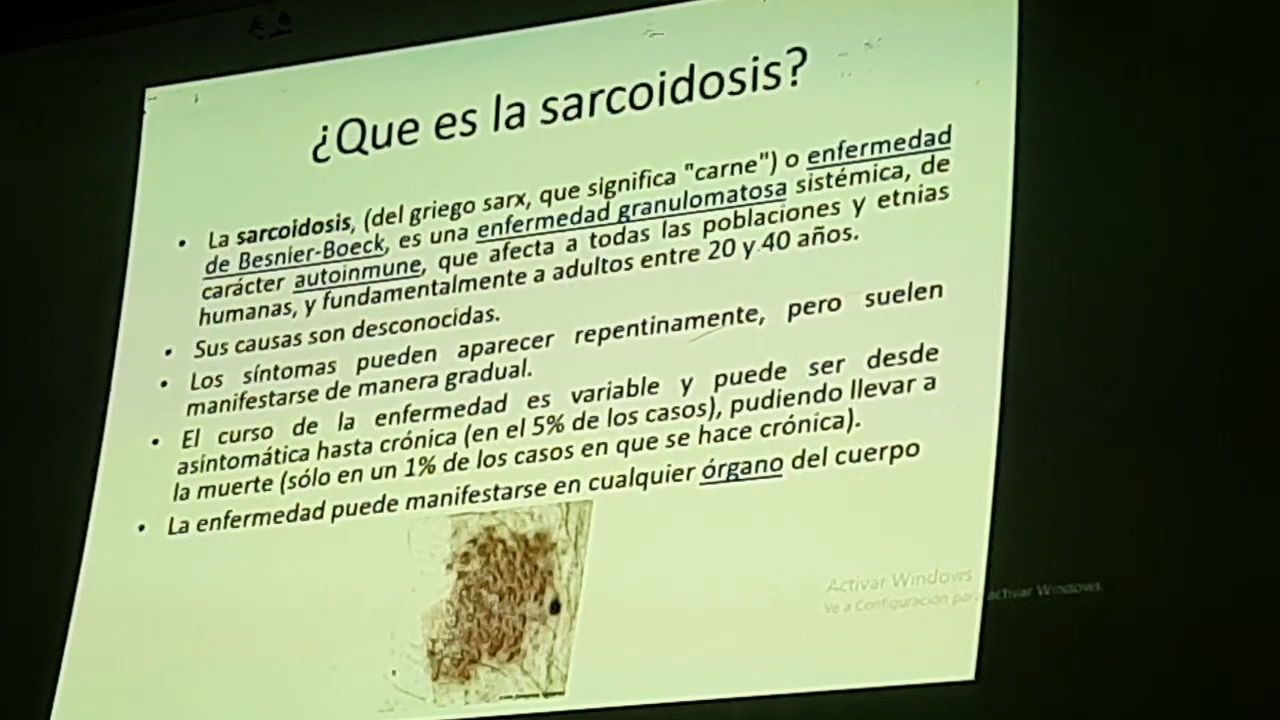 ¿Que es la sarcoidosis?
• La sarcoidosis, (del griego sarx, que significa "carne") o enfermedad
de Besnier-Boeck, es una enfermedad granulomatosa sistémica, de
carácter autoinmune, que afecta a todas las poblaciones y etnias
humanas, y fundamentalmente a adultos entre 20 y 40 años.
• Sus causas son desconocidas.
• Los síntomas pueden aparecer repentinamente, pero suelen
manifestarse de manera gradual.
• El curso de la enfermedad es variable y puede ser desde
asintomática hasta crónica (en el 5% de los casos), pudiendo llevar a
la muerte (sólo en un 1% de los casos en que se hace crónica).
• La enfermedad puede manifestarse en cualquier órgano del cuerpo
Activar Windows
Ve a Configuración para activar Windows.